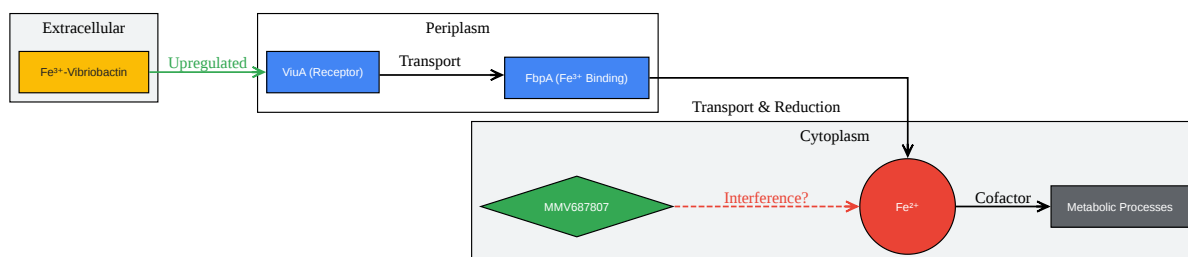 Extracellular
Fe³⁺-Vibriobactin
Upregulated
Periplasm
ViuA (Receptor)
Transport
FbpA (Fe³⁺ Binding)
Transport & Reduction
Cytoplasm
MMV687807
Interference?
Fe²⁺
Cofactor
Metabolic Processes